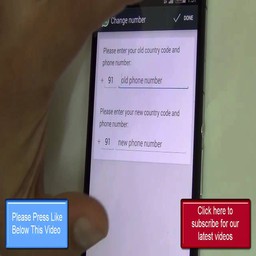 Change number
DONE
Please enter your old country code and
phone number:
+ 91 old phone number
Please enter your new country code and
phone number:
+ 91 new phone number
Please Press Like
Below This Video
Click here to
subscribe for our
latest videos